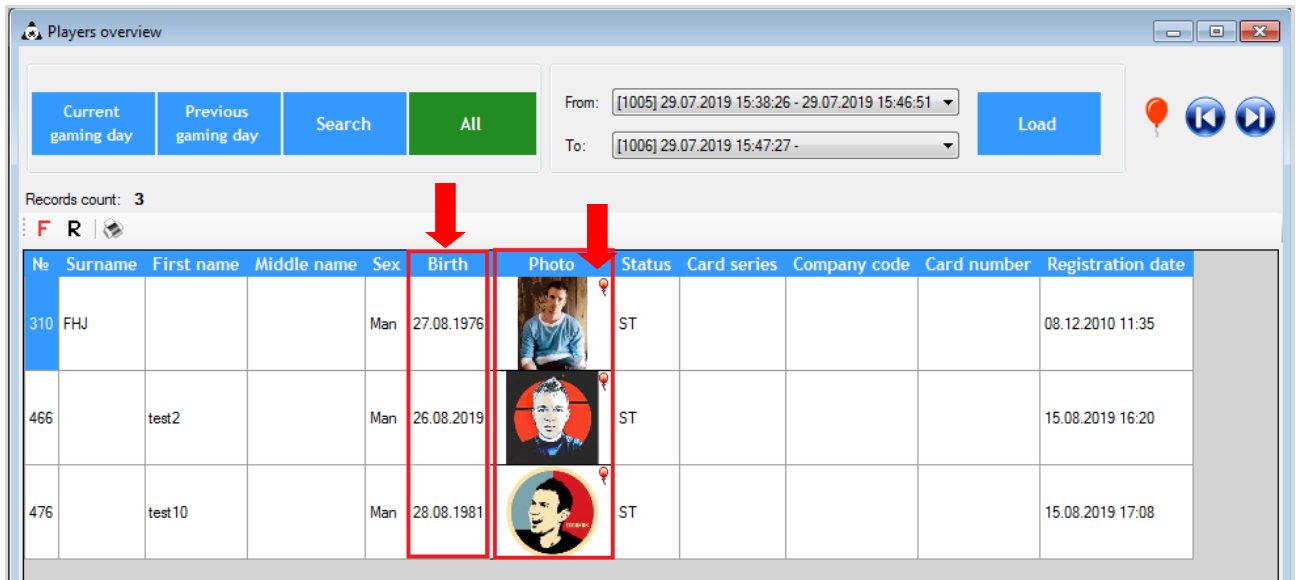 Players overview
Current gaming day
Previous gaming day
Search
All
From: [1005] 29.07.2019 15:38:26 - 29.07.2019 15:46:51
To: [1006] 29.07.2019 15:47:27 -
Load
Records count: 3
F R
№ Surname First name Middle name Sex Birth Photo Status Card series Company code Card number Registration date
310 FHJ Man 27.08.1976 ST 08.12.2010 11:35
466 test2 Man 26.08.2019 ST 15.08.2019 16:20
476 test10 Man 28.08.1981 ST 15.08.2019 17:08